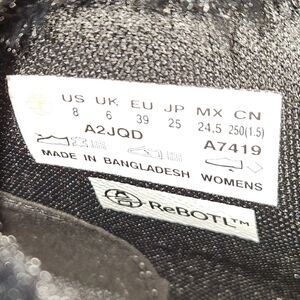 US UK EU JP MX CN
8 6 39 25 24.5 250(1.5)
A2JQD A7419
MADE IN BANGLADESH WOMENS
ReBOTL™